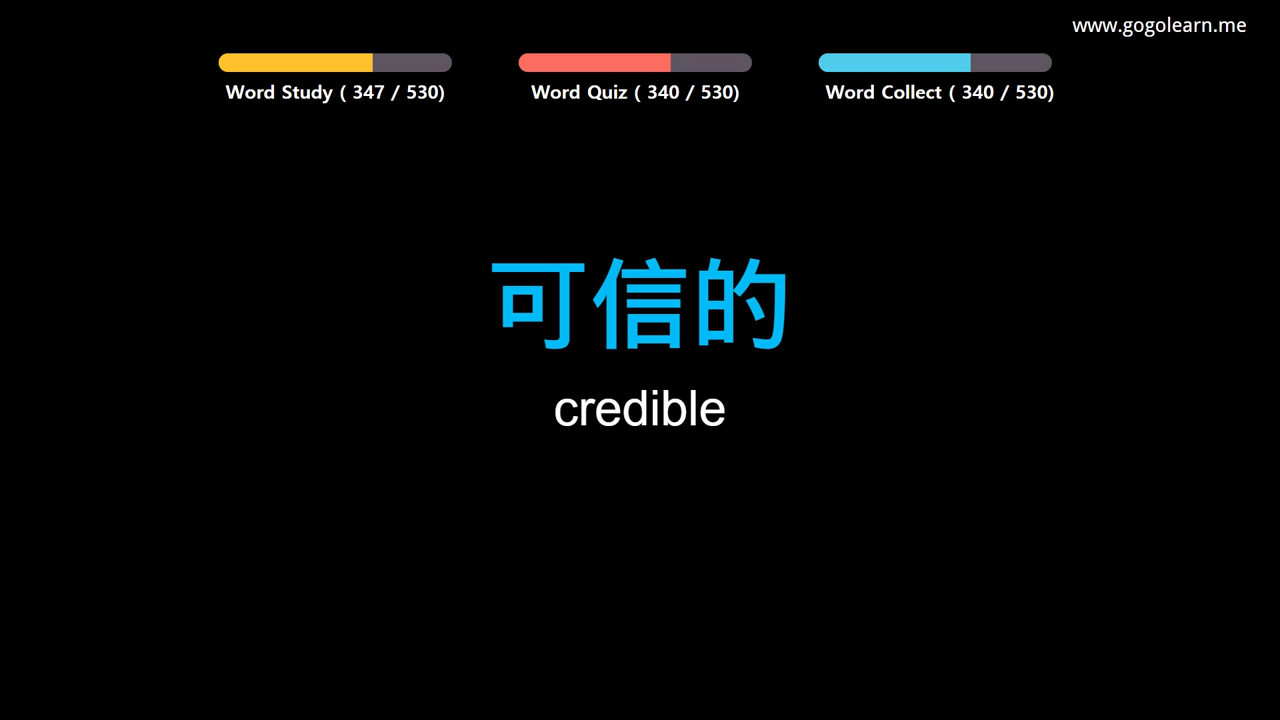 www.gogolearn.me
Word Study ( 347 / 530)
Word Quiz ( 340 / 530)
Word Collect ( 340 / 530)
可信的
credible